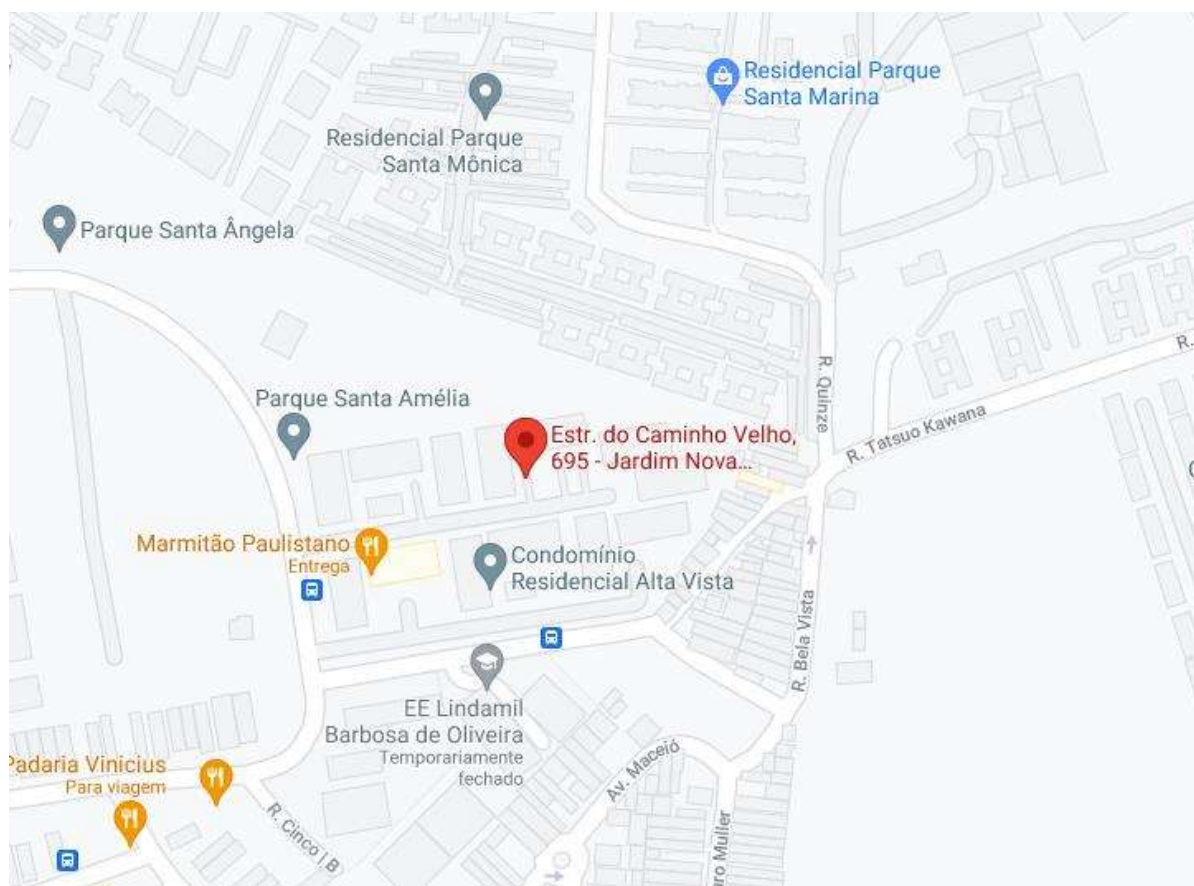 Residencial Parque
Santa Marina
Residencial Parque
Santa Mônica
Parque Santa Ângela
R. Quinze
R.
Parque Santa Amélia
R. Tatsuo Kawana
Estr. do Caminho Velho,
695 - Jardim Nova...
Marmitão Paulistano
Entrega
Condomínio
Residencial Alta Vista
R. Bela Vista
EE Lindamil
Barbosa de Oliveira
Temporariamente
fechado
Av. Maceió
Padaria Vinicius
Para viagem
R. Cinco | B
ro Muller